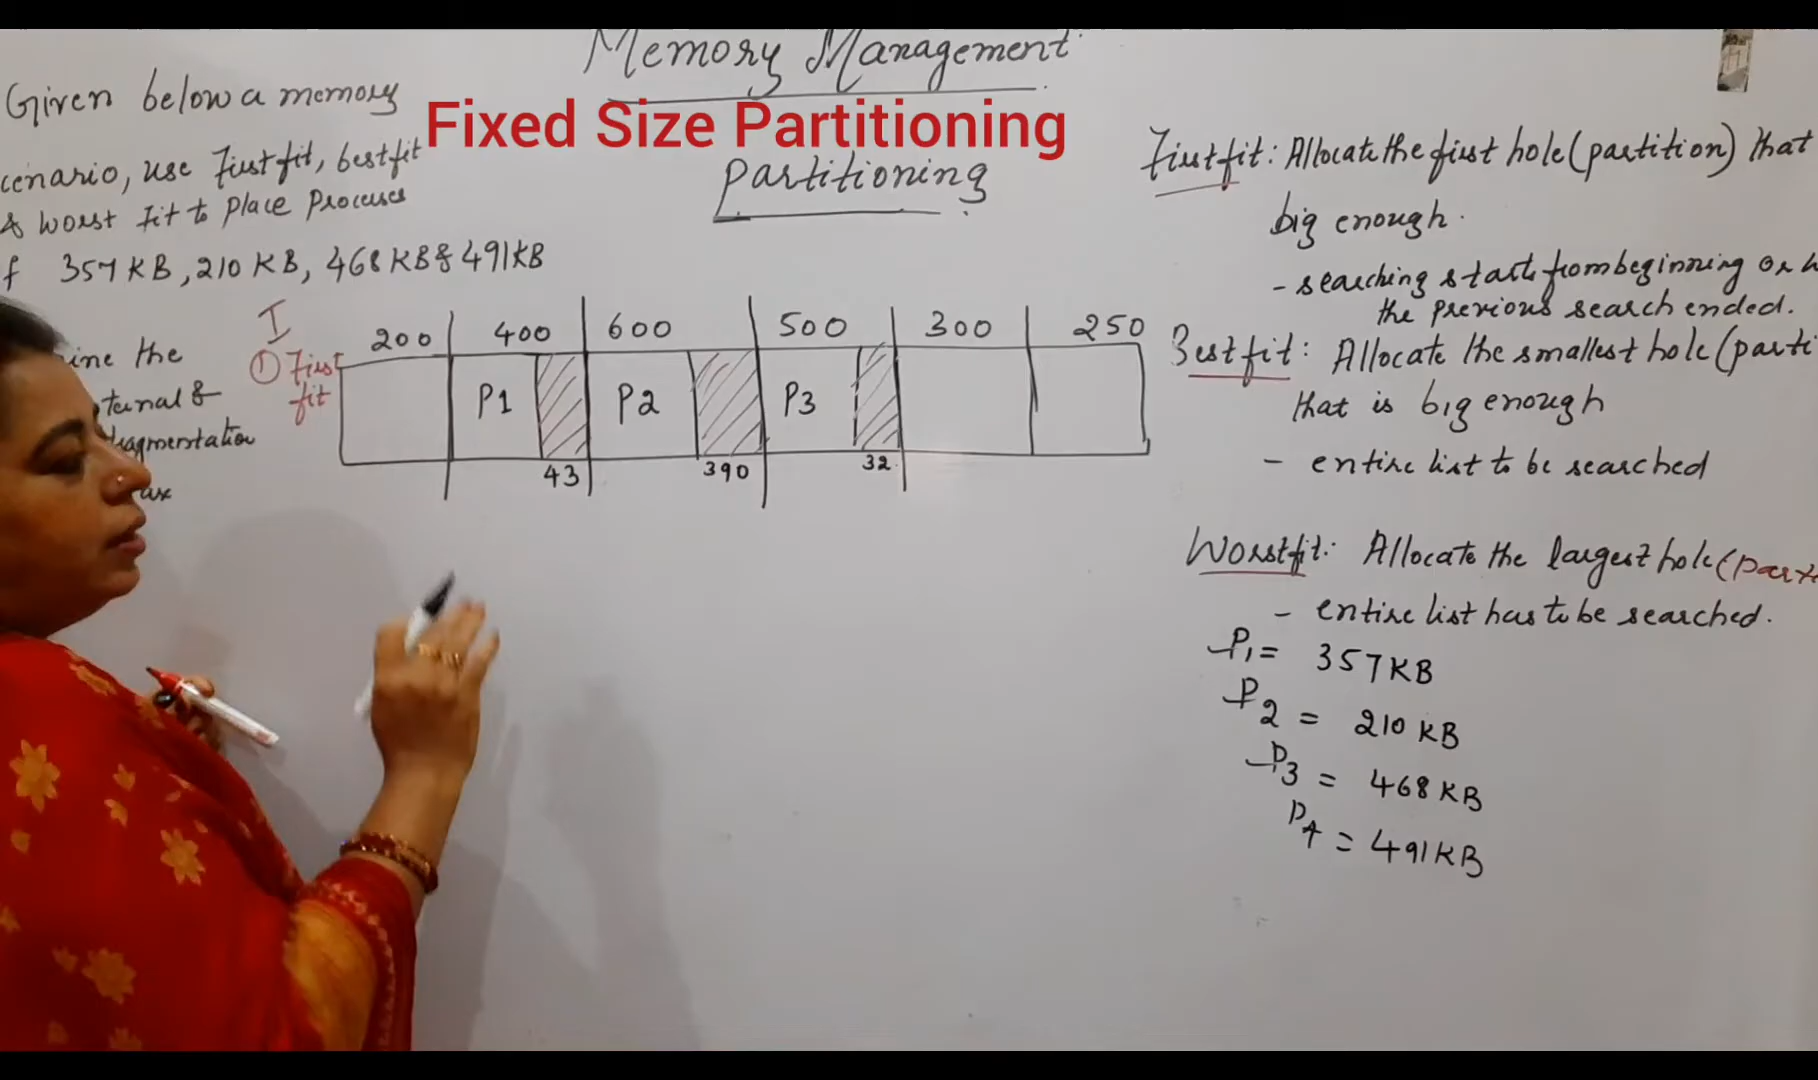 Memory Management
Fixed Size Partitioning
Partitioning
Given below a memory
cenario, use First fit, best fit
& Worst fit to Place Processes
f 357 KB, 210 KB, 468 KB & 491 KB
ine the
ternal &
fragmentation
ax
I
① First
fit
200 400 600 500 300 250
P1 P2 P3
43 390 32
First fit: Allocate the first hole (partition) that
big enough.
- searching starts from beginning or
the previous search ended.
Best fit: Allocate the smallest hole (parti
that is big enough
- entire list to be searched
Worst fit: Allocate the largest hole (part
- entire list has to be searched.
P1 = 357 KB
P2 = 210 KB
P3 = 468 KB
P4 = 491 KB